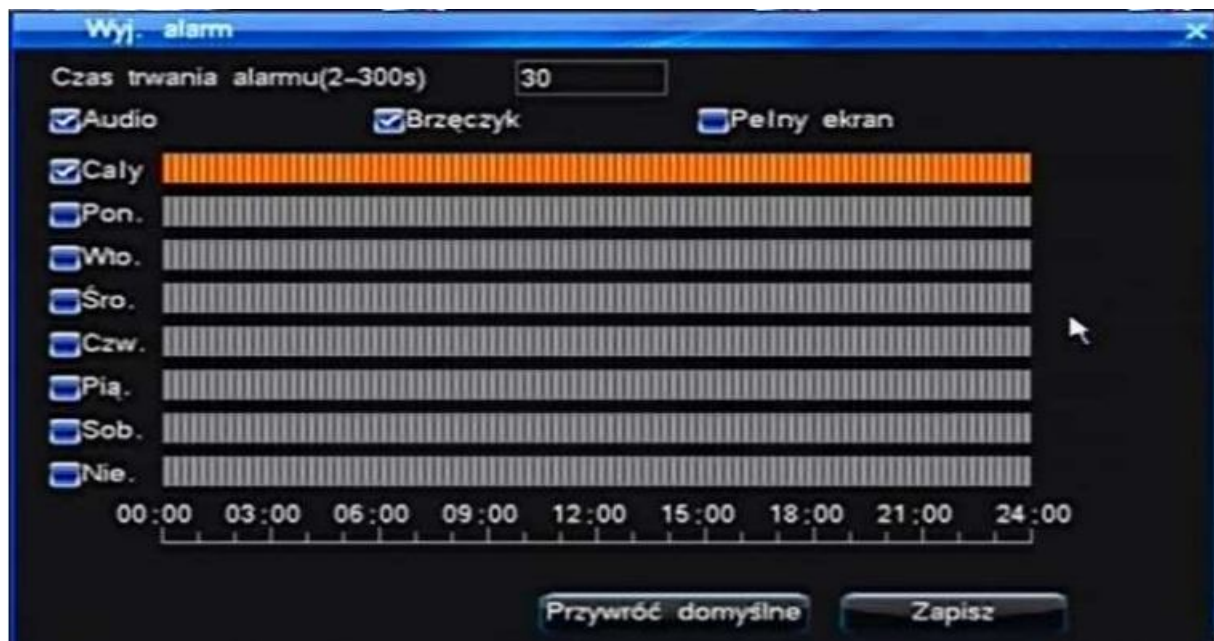 Wyj. alarm
Czas trwania alarmu(2-300s) 30
Audio Brzęczyk Pelny ekran
Caly
Pon.
Wto.
Śro.
Czw.
Pią.
Sob.
Nie.
00:00 03:00 06:00 09:00 12:00 15:00 18:00 21:00 24:00
Przywróć domyślne Zapisz